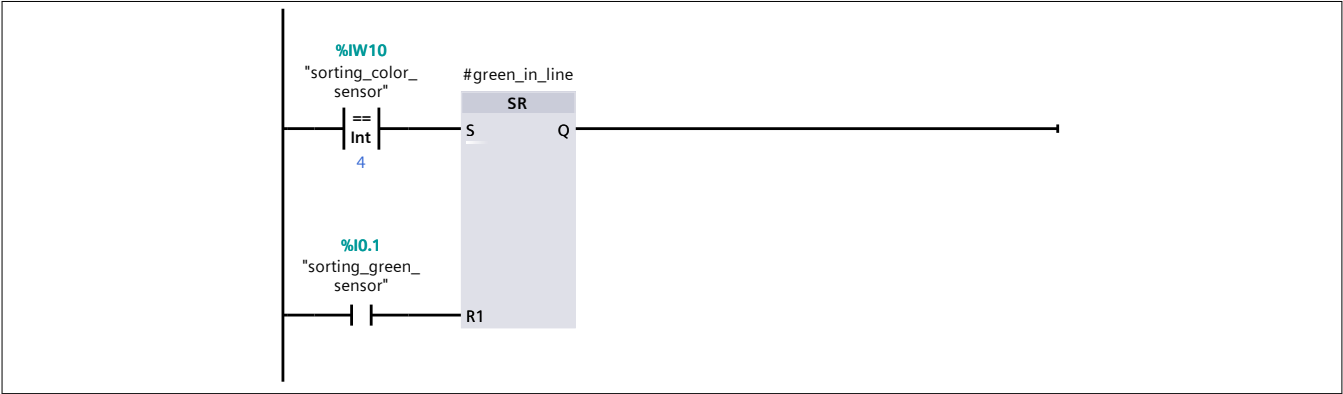 %IW10
"sorting_color_
sensor"
#green_in_line
SR
==
Int
S
Q
4
%I0.1
"sorting_green_
sensor"
R1